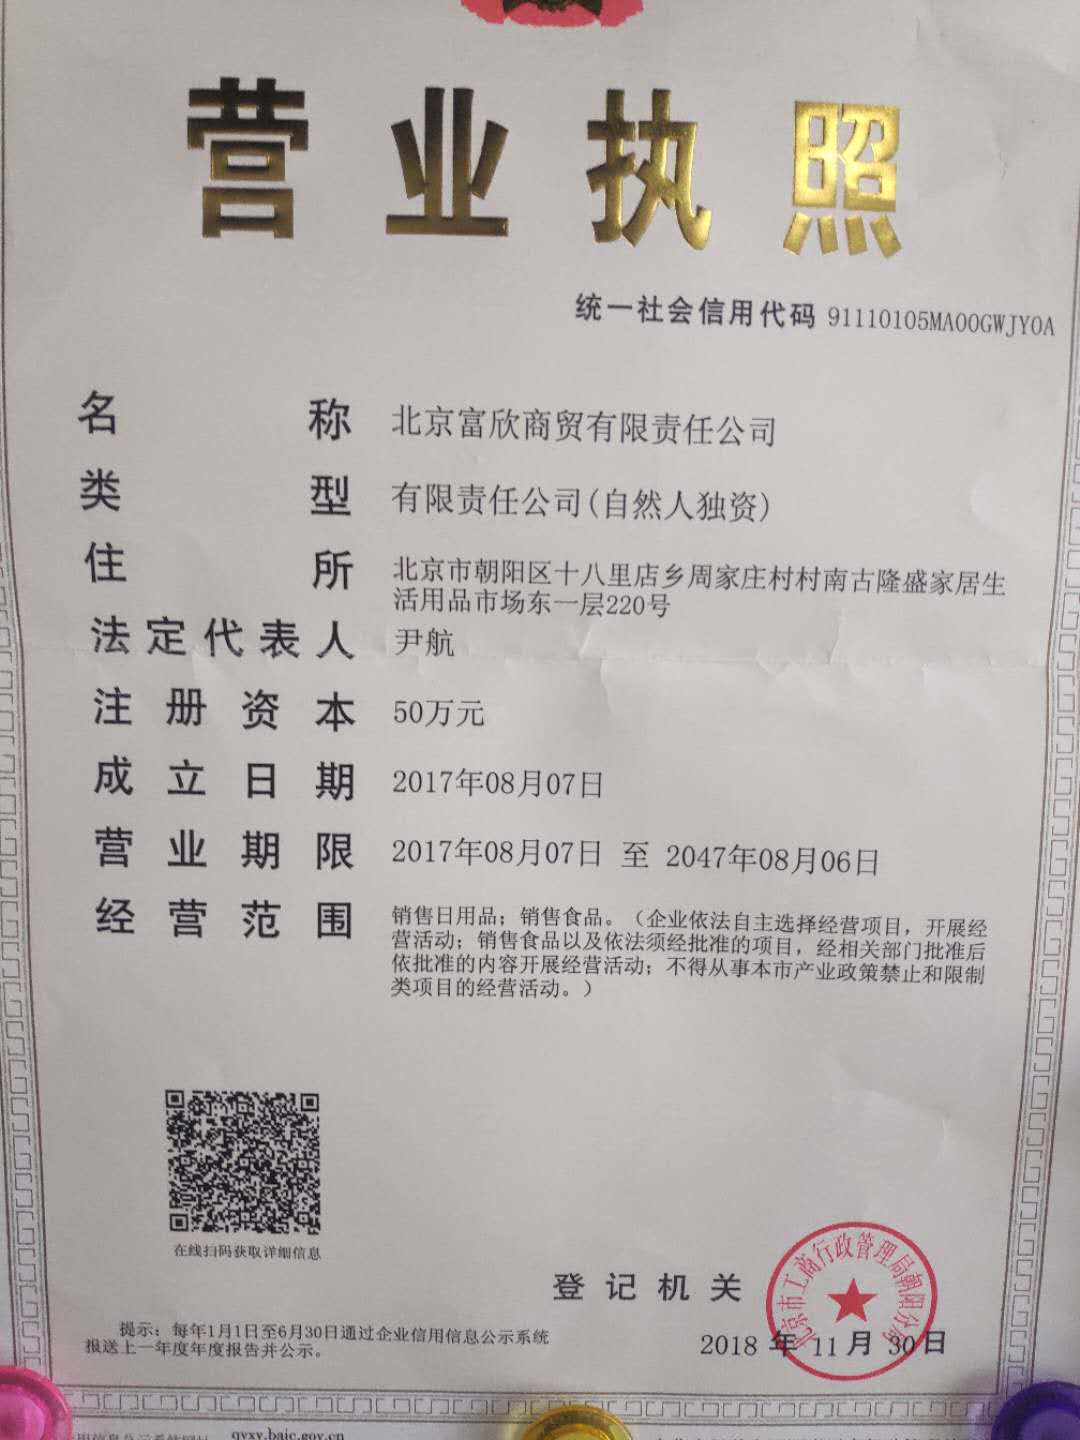 营业执照
统一社会信用代码 91110105MA00GWJY0A
名称 北京富欣商贸有限责任公司
类型 有限责任公司(自然人独资)
住所 北京市朝阳区十八里店乡周家庄村村南古隆盛家居生
活用品市场东一层220号
法定代表人 尹航
注册资本 50万元
成立日期 2017年08月07日
营业期限 2017年08月07日 至 2047年08月06日
经营范围 销售日用品；销售食品。（企业依法自主选择经营项目，开展经
营活动；销售食品以及依法须经批准的项目，经相关部门批准后
依批准的内容开展经营活动；不得从事本市产业政策禁止和限制
类项目的经营活动。）
在线扫码获取详细信息
登记机关
北京市工商行政管理局朝阳分局
2018 年 11 月 30 日
提示：每年1月1日至6月30日通过企业信用信息公示系统
报送上一年度年度报告并公示。
qyxy.baic.gov.cn